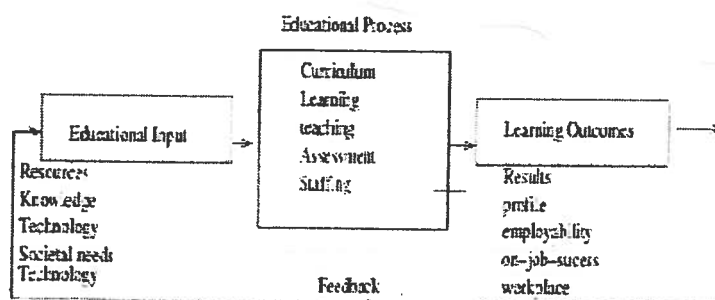 Educational Process
Curriculum
Learning
teaching
Assessment
Staffing
Educational Input
Resources
Knowledge
Technology
Societal needs
Technology
Learning Outcomes
Results
profile
employability
on-job-sucess
workplace
Feedback